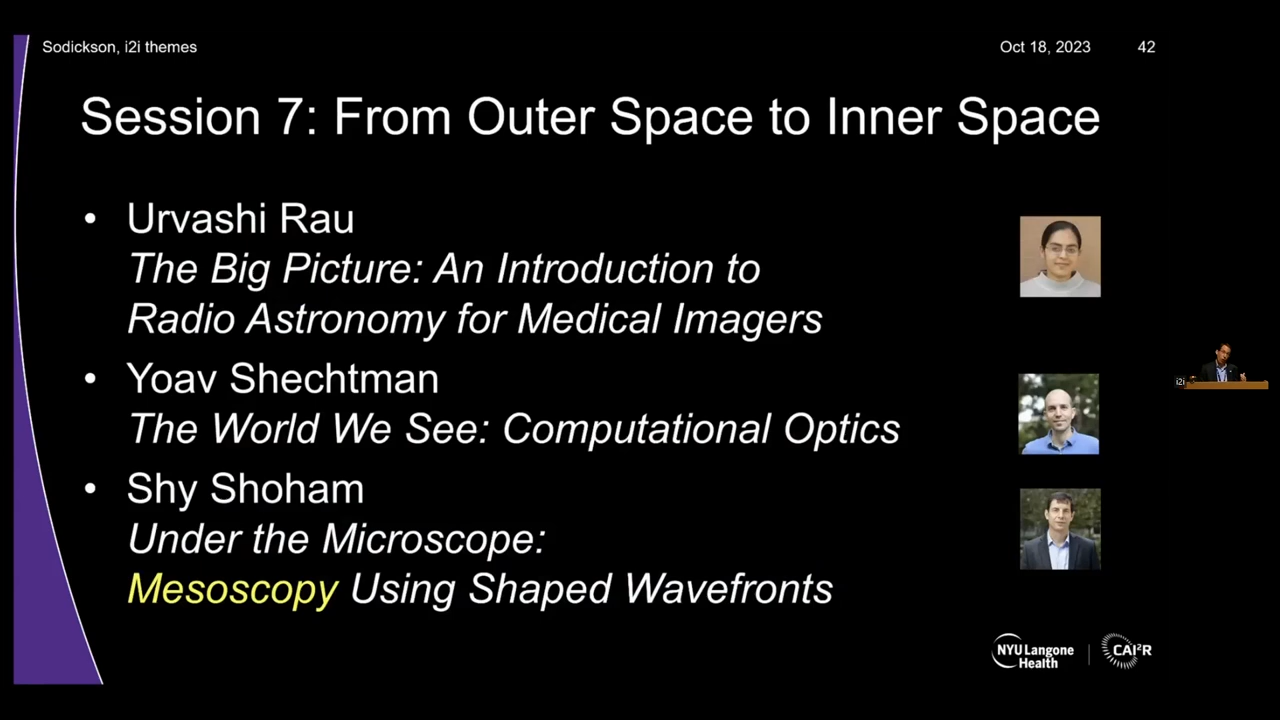 Sodickson, i2i themes
Oct 18, 2023
42
Session 7: From Outer Space to Inner Space
• Urvashi Rau
The Big Picture: An Introduction to
Radio Astronomy for Medical Imagers
• Yoav Shechtman
The World We See: Computational Optics
• Shy Shoham
Under the Microscope:
Mesoscopy Using Shaped Wavefronts
i2i
NYU Langone
Health
CAI²R